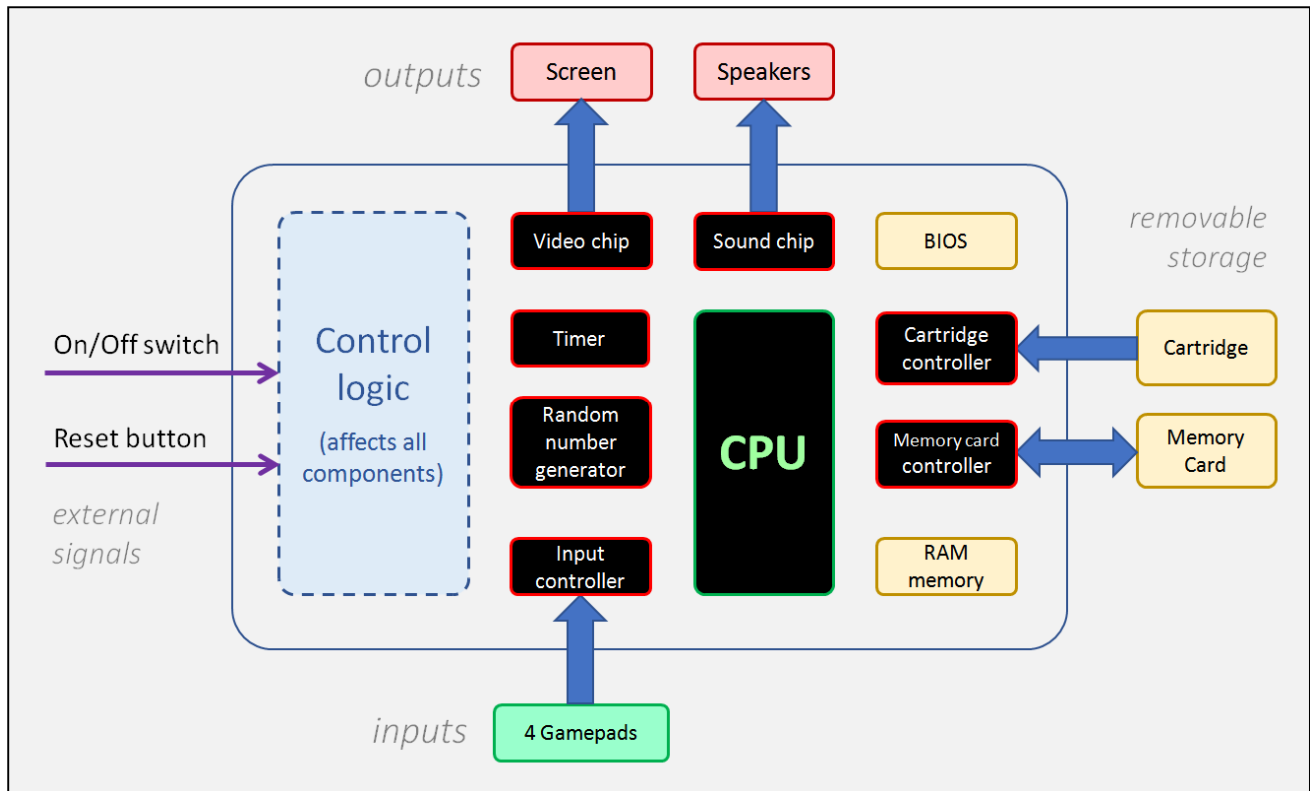 outputs
Screen
Speakers
Video chip
Sound chip
BIOS
removable
storage
On/Off switch
Reset button
external
signals
Control
logic
(affects all
components)
Timer
Random
number
generator
Input
controller
CPU
Cartridge
controller
Cartridge
Memory card
controller
Memory
Card
RAM
memory
inputs
4 Gamepads